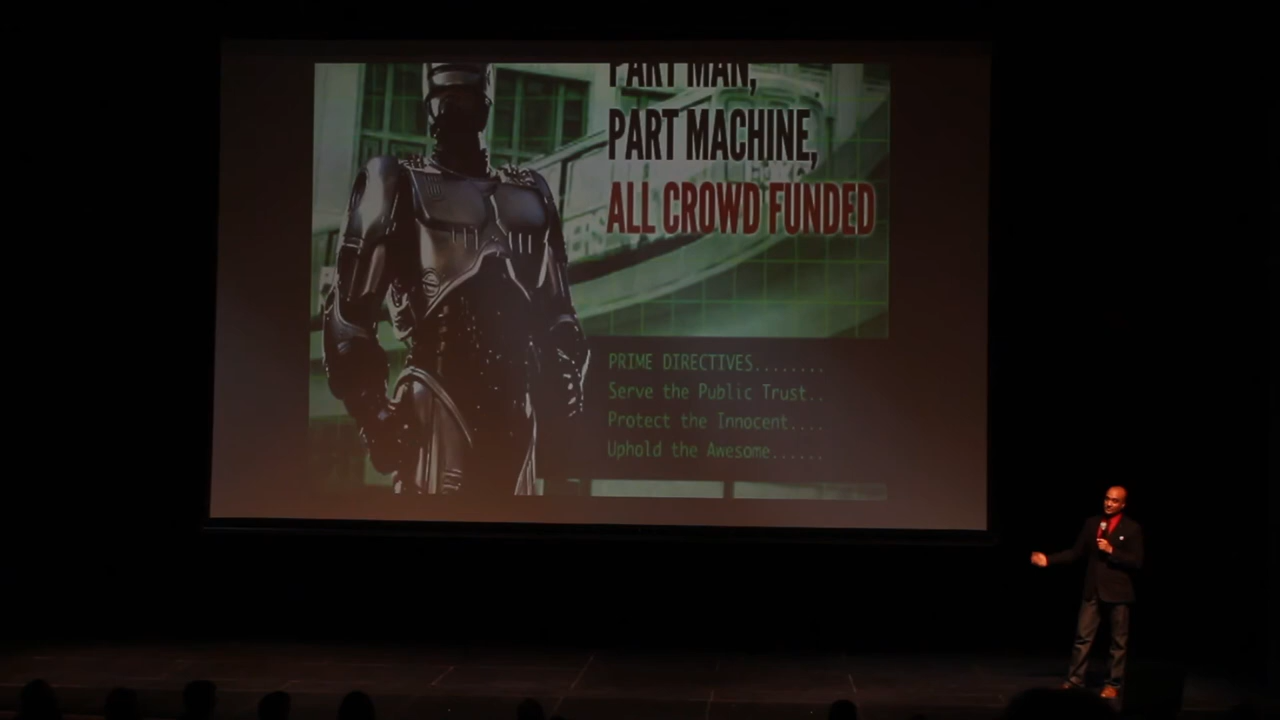 PART MAN,
PART MACHINE,
ALL CROWD FUNDED
PRIME DIRECTIVES........
Serve the Public Trust..
Protect the Innocent....
Uphold the Awesome......